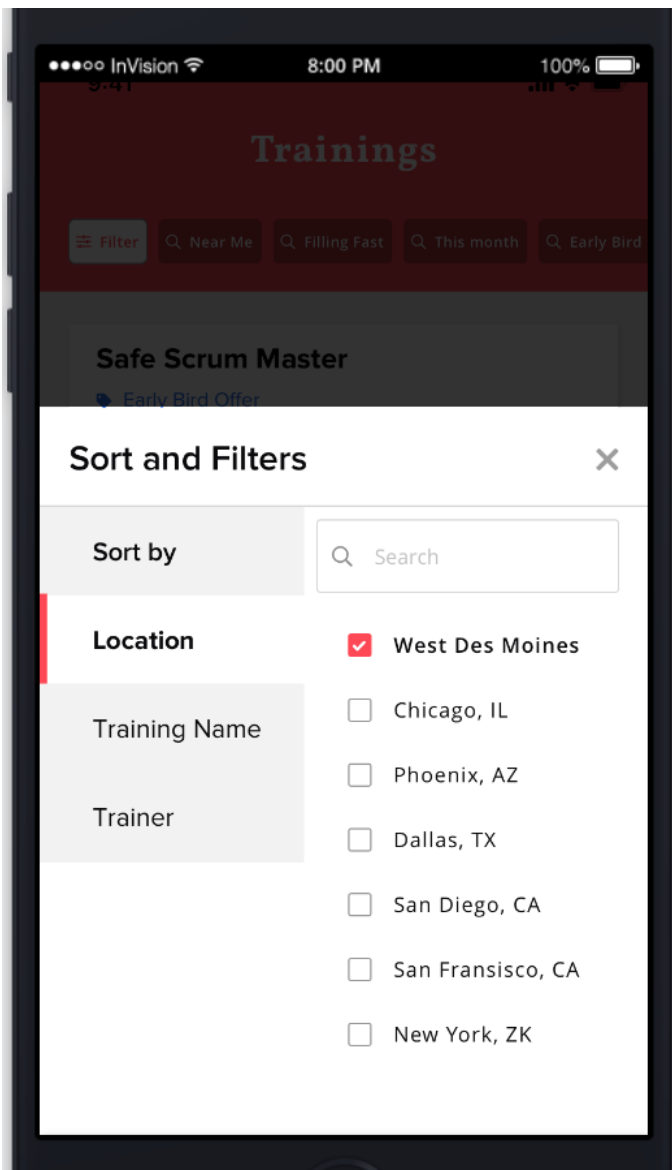 ●●●○○ InVision 8:00 PM 100%
9:41
Trainings
Filter Near Me Filling Fast This month Early Bird
Safe Scrum Master
Early Bird Offer
Sort and Filters
Sort by
Search
Location
West Des Moines
Chicago, IL
Training Name
Phoenix, AZ
Trainer
Dallas, TX
San Diego, CA
San Fransisco, CA
New York, ZK